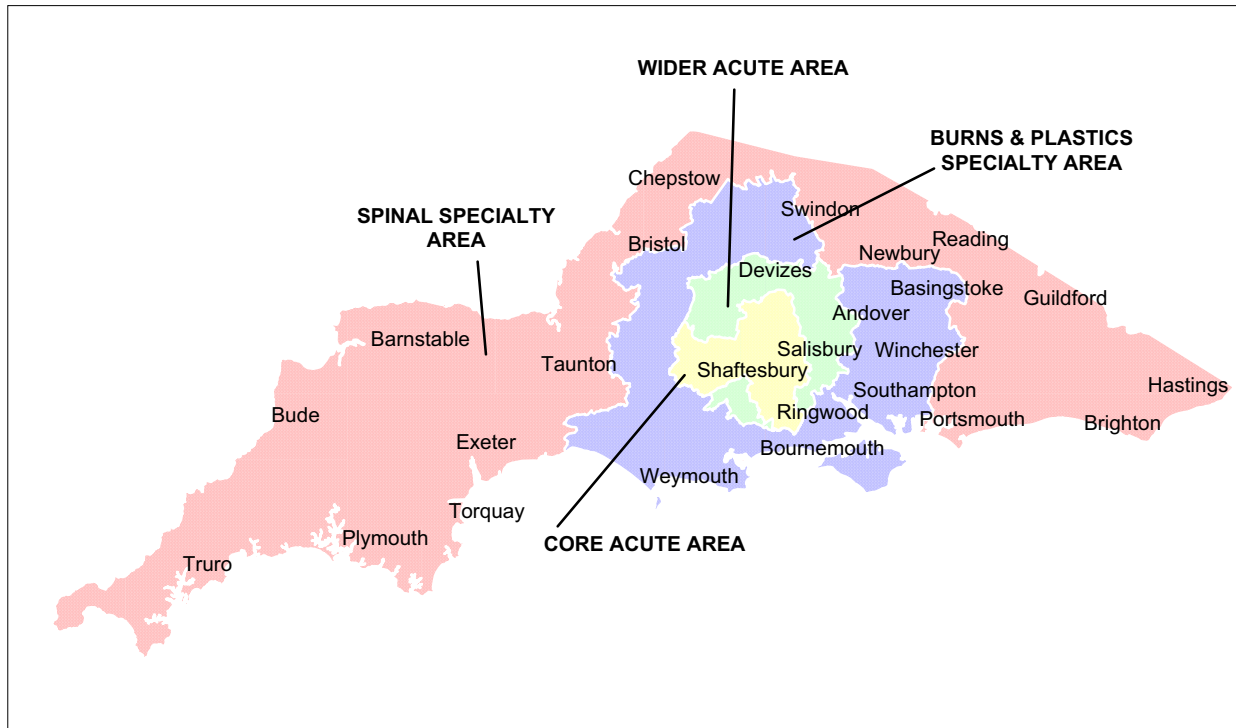 WIDER ACUTE AREA
BURNS & PLASTICS
SPECIALTY AREA
Chepstow
SPINAL SPECIALTY
AREA
Swindon
Bristol
Reading
Newbury
Devizes
Basingstoke
Guildford
Andover
Barnstable
Salisbury
Winchester
Taunton
Shaftesbury
Hastings
Southampton
Bude
Ringwood
Portsmouth
Brighton
Exeter
Bournemouth
Weymouth
Torquay
Plymouth
CORE ACUTE AREA
Truro